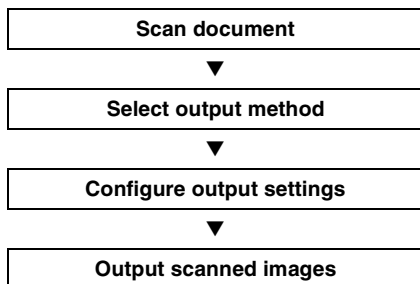 Scan document
▼
Select output method
▼
Configure output settings
▼
Output scanned images